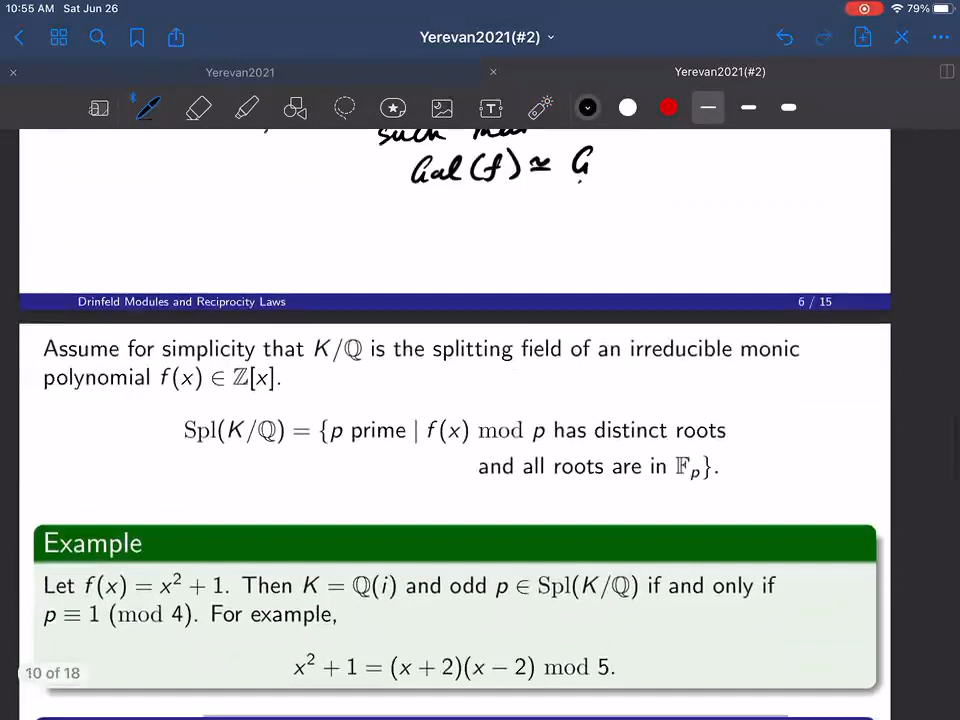 10:55 AM Sat Jun 26 79%
Yerevan2021(#2)
Yerevan2021 Yerevan2021(#2)
such
Gal(f) ≃ G
Drinfeld Modules and Reciprocity Laws 6 / 15
Assume for simplicity that K/ℚ is the splitting field of an irreducible monic
polynomial f(x) ∈ ℤ[x].
Spl(K/ℚ) = {p prime | f(x) mod p has distinct roots
and all roots are in 𝔽ₚ}.
Example
Let f(x) = x² + 1. Then K = ℚ(i) and odd p ∈ Spl(K/ℚ) if and only if
p ≡ 1 (mod 4). For example,
x² + 1 = (x + 2)(x − 2) mod 5.
10 of 18